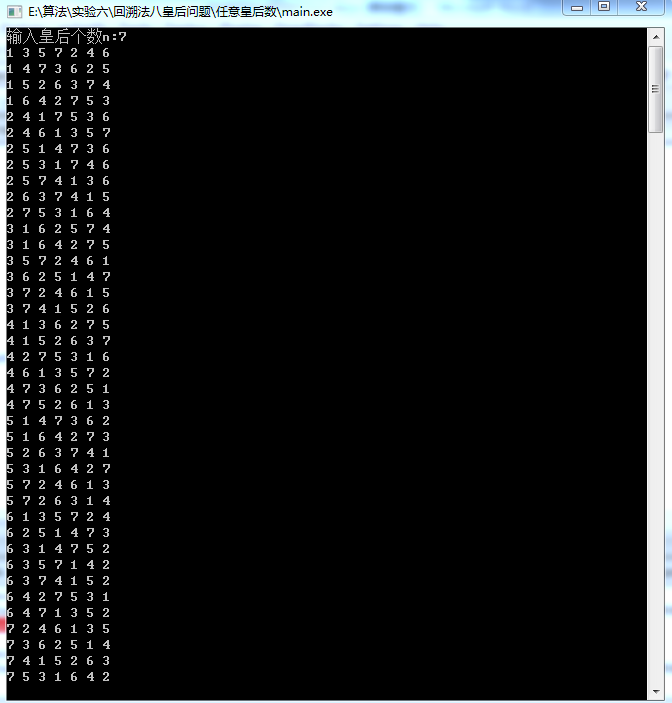 E:\算法\实验六\回溯法八皇后问题\任意皇后数\main.exe
输入皇后个数n:7
1 3 5 7 2 4 6
1 4 7 3 6 2 5
1 5 2 6 3 7 4
1 6 4 2 7 5 3
2 4 1 7 5 3 6
2 4 6 1 3 5 7
2 5 1 4 7 3 6
2 5 3 1 7 4 6
2 5 7 4 1 3 6
2 6 3 7 4 1 5
2 7 5 3 1 6 4
3 1 6 2 5 7 4
3 1 6 4 2 7 5
3 5 7 2 4 6 1
3 6 2 5 1 4 7
3 7 2 4 6 1 5
3 7 4 1 5 2 6
4 1 3 6 2 7 5
4 1 5 2 6 3 7
4 2 7 5 3 1 6
4 6 1 3 5 7 2
4 7 3 6 2 5 1
4 7 5 2 6 1 3
5 1 4 7 3 6 2
5 1 6 4 2 7 3
5 2 6 3 7 4 1
5 3 1 6 4 2 7
5 7 2 4 6 1 3
5 7 2 6 3 1 4
6 1 3 5 7 2 4
6 2 5 1 4 7 3
6 3 1 4 7 5 2
6 3 5 7 1 4 2
6 3 7 4 1 5 2
6 4 2 7 5 3 1
6 4 7 1 3 5 2
7 2 4 6 1 3 5
7 3 6 2 5 1 4
7 4 1 5 2 6 3
7 5 3 1 6 4 2